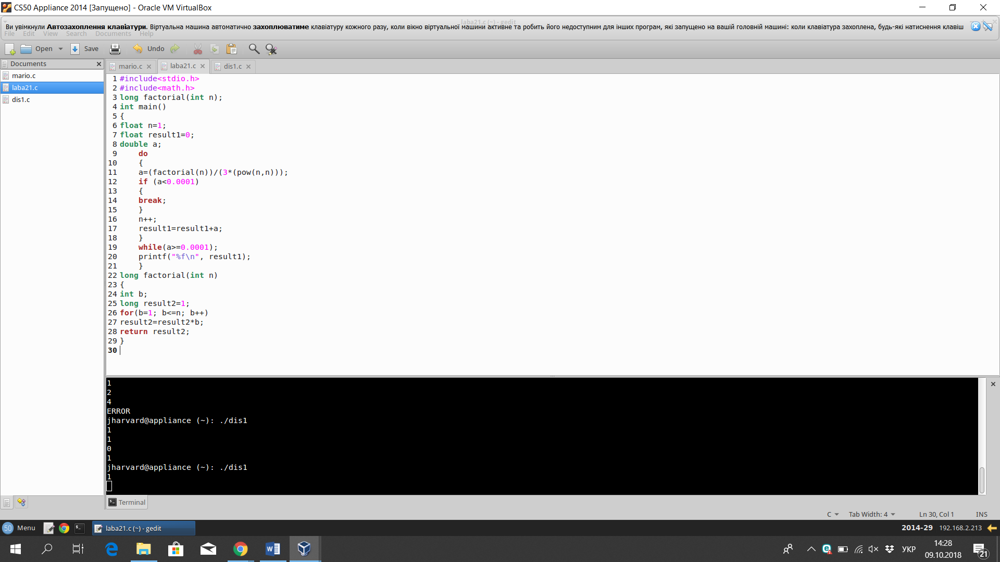 CS50 Appliance 2014 [Запущено] - Oracle VM VirtualBox
laba21.c (~) - gedit
Ви увімкнули Автозахоплення клавіатури. Віртуальна машина автоматично захоплюватиме клавіатуру кожного разу, коли вікно віртуальної машини активне та робить його недоступним для інших програм, які запущено на вашій головній машині: коли клавіатура захоплена, будь-які натиснення клавіш
File Edit View Search Documents Help
Open Save Undo
Documents
mario.c
laba21.c
dis1.c
mario.c laba21.c dis1.c
1 #include<stdio.h>
2 #include<math.h>
3 long factorial(int n);
4 int main()
5 {
6 float n=1;
7 float result1=0;
8 double a;
9 do
10 {
11 a=(factorial(n))/(3*(pow(n,n)));
12 if (a<0.0001)
13 {
14 break;
15 }
16 n++;
17 result1=result1+a;
18 }
19 while(a>=0.0001);
20 printf("%f\n", result1);
21 }
22 long factorial(int n)
23 {
24 int b;
25 long result2=1;
26 for(b=1; b<=n; b++)
27 result2=result2*b;
28 return result2;
29 }
30
1
2
4
ERROR
jharvard@appliance (~): ./dis1
1
1
0
1
jharvard@appliance (~): ./dis1
1
Terminal
C Tab Width: 4 Ln 30, Col 1 INS
50 Menu laba21.c (~) - gedit 2014-29 192.168.2.213
УКР 14:28
09.10.2018
21